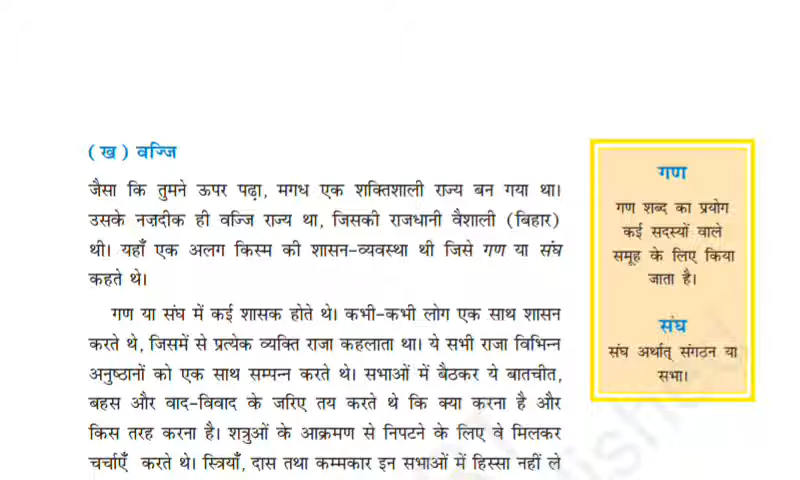 ( ख ) वज्जि
जैसा कि तुमने ऊपर पढ़ा, मगध एक शक्तिशाली राज्य बन गया था।
उसके नज़दीक ही वज्जि राज्य था, जिसकी राजधानी वैशाली (बिहार)
थी। यहाँ एक अलग किस्म की शासन-व्यवस्था थी जिसे गण या संघ
कहते थे।
गण या संघ में कई शासक होते थे। कभी-कभी लोग एक साथ शासन
करते थे, जिसमें से प्रत्येक व्यक्ति राजा कहलाता था। ये सभी राजा विभिन्न
अनुष्ठानों को एक साथ सम्पन्न करते थे। सभाओं में बैठकर ये बातचीत,
बहस और वाद-विवाद के जरिए तय करते थे कि क्या करना है और
किस तरह करना है। शत्रुओं के आक्रमण से निपटने के लिए वे मिलकर
चर्चाएँ करते थे। स्त्रियाँ, दास तथा कम्मकार इन सभाओं में हिस्सा नहीं ले
गण
गण शब्द का प्रयोग
कई सदस्यों वाले
समूह के लिए किया
जाता है।
संघ
संघ अर्थात् संगठन या
सभा।